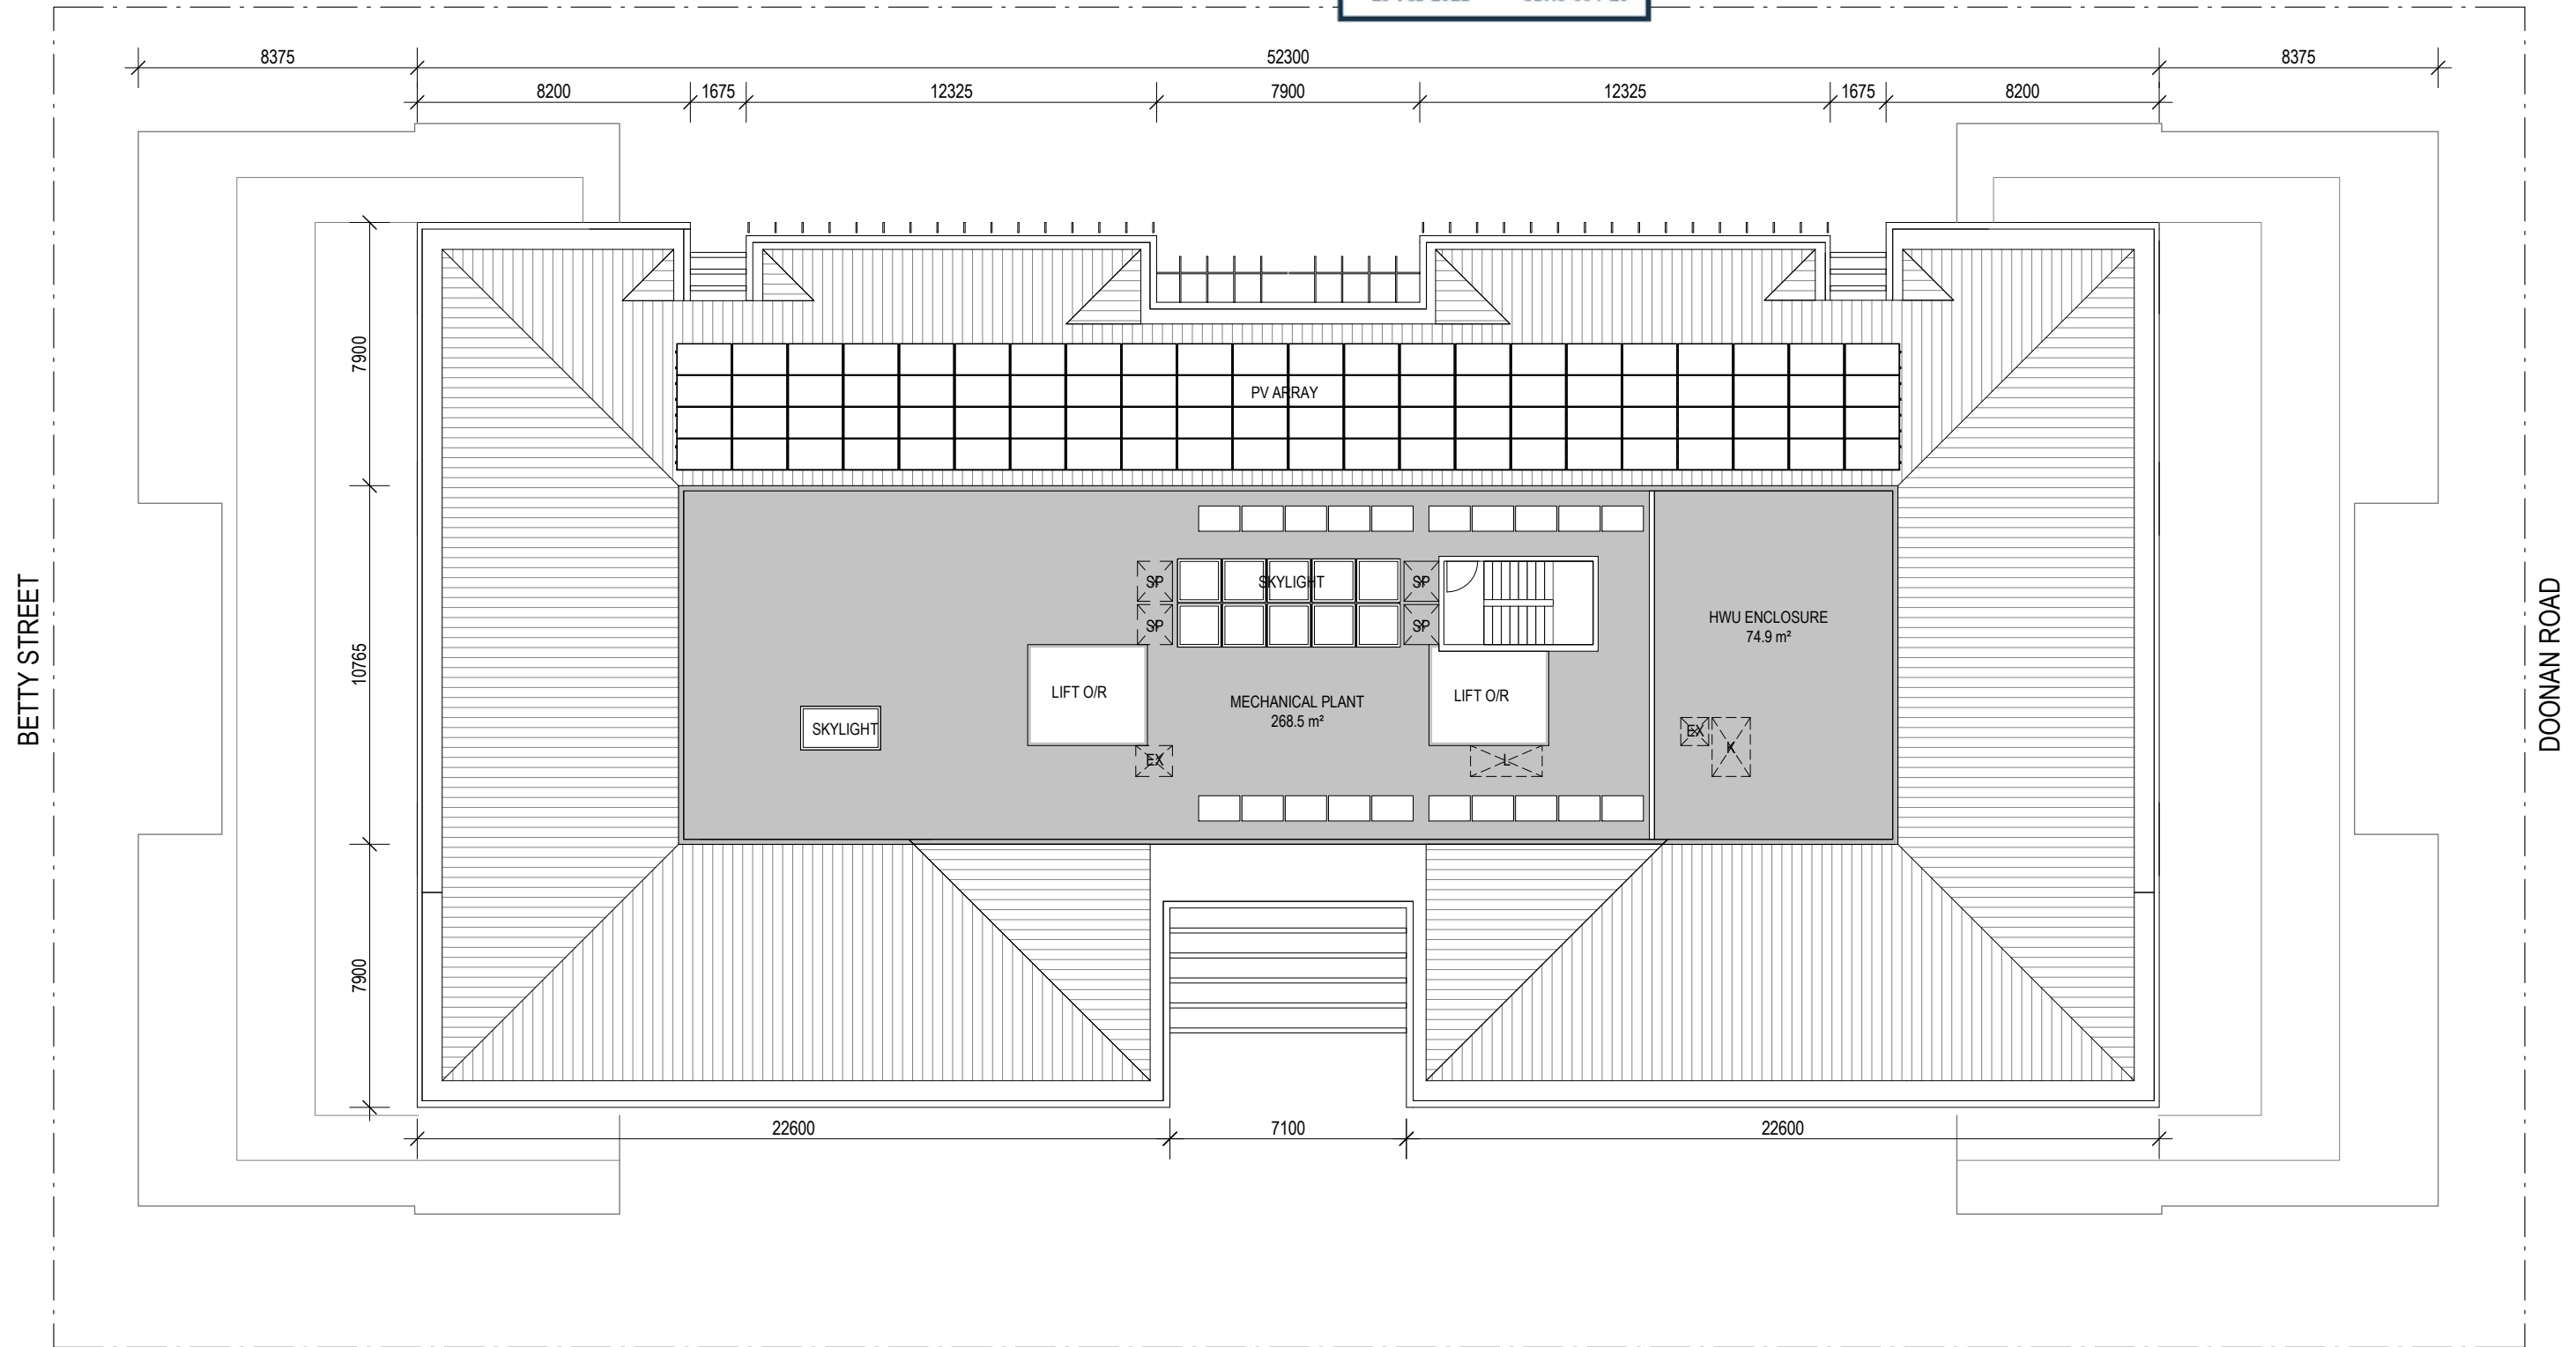 8375
52300
8375
8200
1675
12325
7900
12325
1675
8200
7900
PV ARRAY
SP
SKYLIGHT
SP
SP
SP
HWU ENCLOSURE
74.9 m²
BETTY STREET
10765
DOONAN ROAD
LIFT O/R
LIFT O/R
MECHANICAL PLANT
268.5 m²
SKYLIGHT
EX
K
EX
L
7900
22600
7100
22600